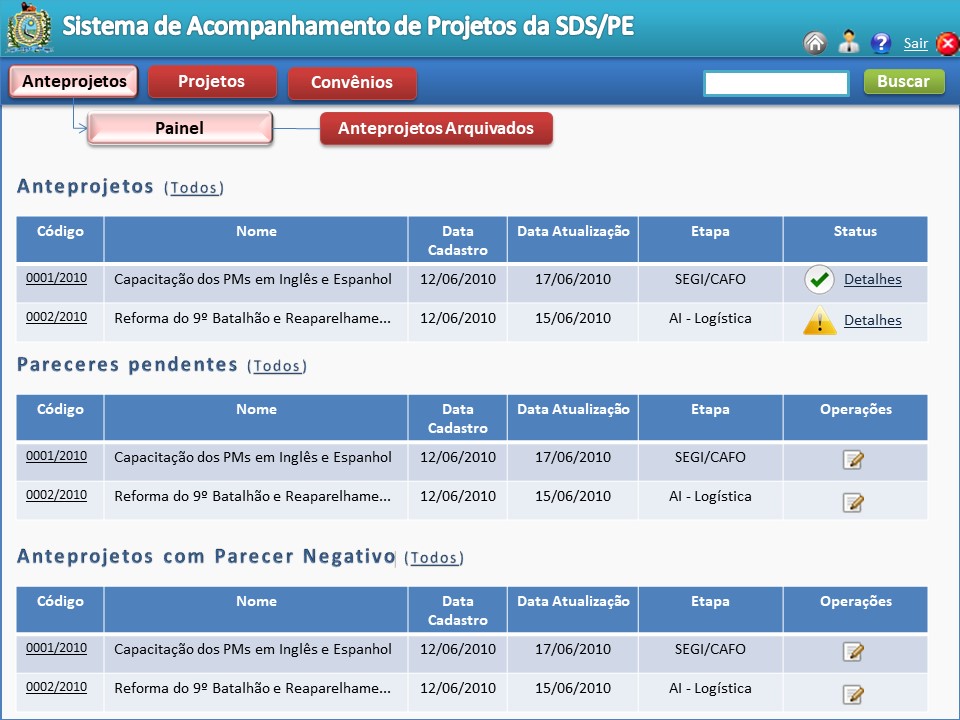 Sistema de Acompanhamento de Projetos da SDS/PE
Sair
Anteprojetos Projetos Convênios Buscar
Painel Anteprojetos Arquivados
Anteprojetos (Todos)
Código Nome Data Cadastro Data Atualização Etapa Status
0001/2010 Capacitação dos PMs em Inglês e Espanhol 12/06/2010 17/06/2010 SEGI/CAFO Detalhes
0002/2010 Reforma do 9º Batalhão e Reaparelhame... 12/06/2010 15/06/2010 AI - Logística Detalhes
Pareceres pendentes (Todos)
Código Nome Data Cadastro Data Atualização Etapa Operações
0001/2010 Capacitação dos PMs em Inglês e Espanhol 12/06/2010 17/06/2010 SEGI/CAFO
0002/2010 Reforma do 9º Batalhão e Reaparelhame... 12/06/2010 15/06/2010 AI - Logística
Anteprojetos com Parecer Negativo (Todos)
Código Nome Data Cadastro Data Atualização Etapa Operações
0001/2010 Capacitação dos PMs em Inglês e Espanhol 12/06/2010 17/06/2010 SEGI/CAFO
0002/2010 Reforma do 9º Batalhão e Reaparelhame... 12/06/2010 15/06/2010 AI - Logística